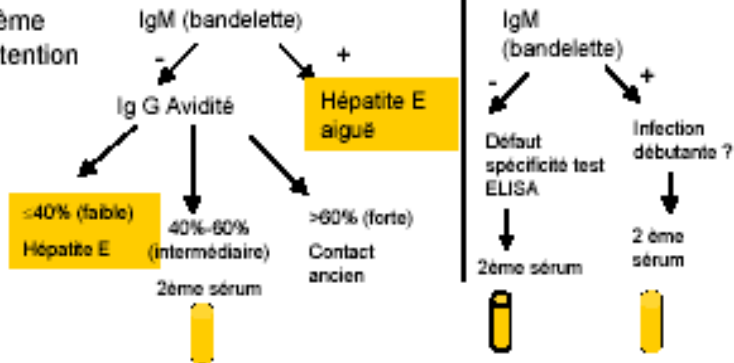 ème
tention
IgM (bandelette)
-
+
Ig G Avidité
Hépatite E
aiguë
≤40% (faible)
Hépatite E
40%-60%
(intermédiaire)
2ème sérum
>60% (forte)
Contact
ancien
IgM
(bandelette)
-
+
Défaut
spécificité test
ELISA
2ème sérum
Infection
débutante ?
2 ème
sérum